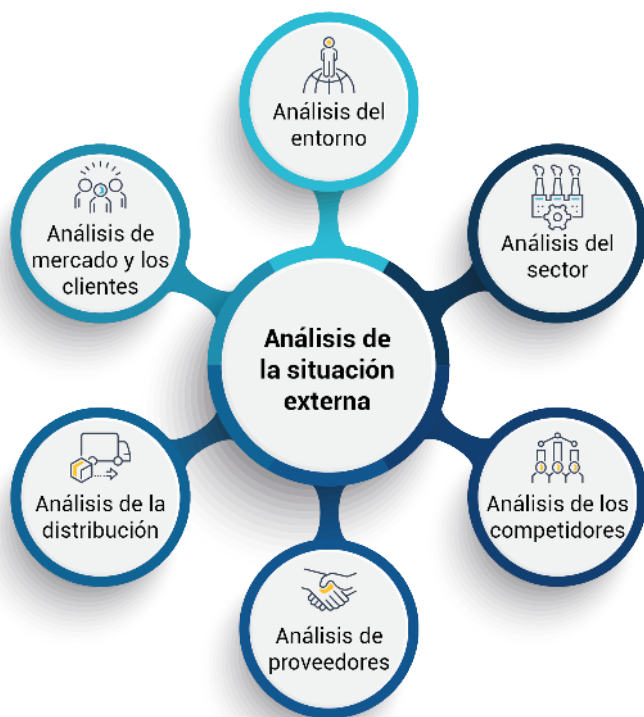 Análisis del
entorno
Análisis de
mercado y los
clientes
Análisis del
sector
Análisis de
la situación
externa
Análisis de la
distribución
Análisis de los
competidores
Análisis de
proveedores